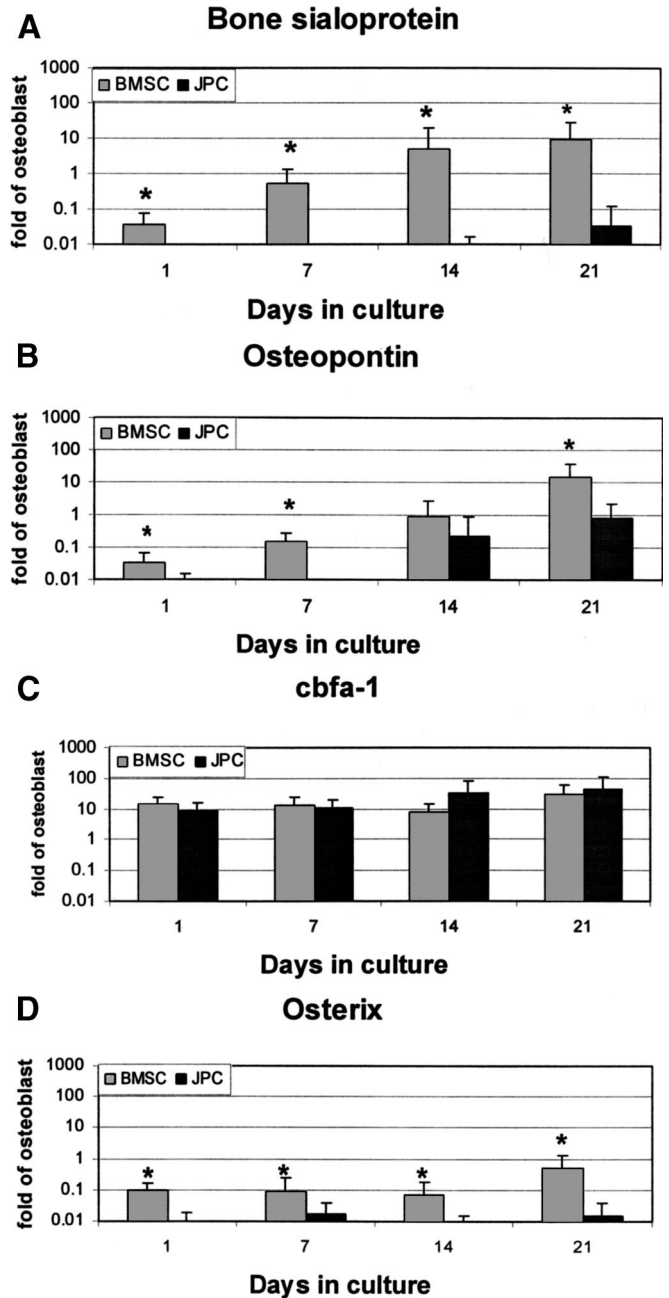 A
Bone sialoprotein
BMSC JPC
fold of osteoblast
1000
100
10
1
0.1
0.01
* * * *
1 7 14 21
Days in culture
B
Osteopontin
BMSC JPC
fold of osteoblast
1000
100
10
1
0.1
0.01
* * *
1 7 14 21
Days in culture
C
cbfa-1
BMSC JPC
fold of osteoblast
1000
100
10
1
0.1
0.01
1 7 14 21
Days in culture
D
Osterix
BMSC JPC
fold of osteoblast
1000
100
10
1
0.1
0.01
* * * *
1 7 14 21
Days in culture